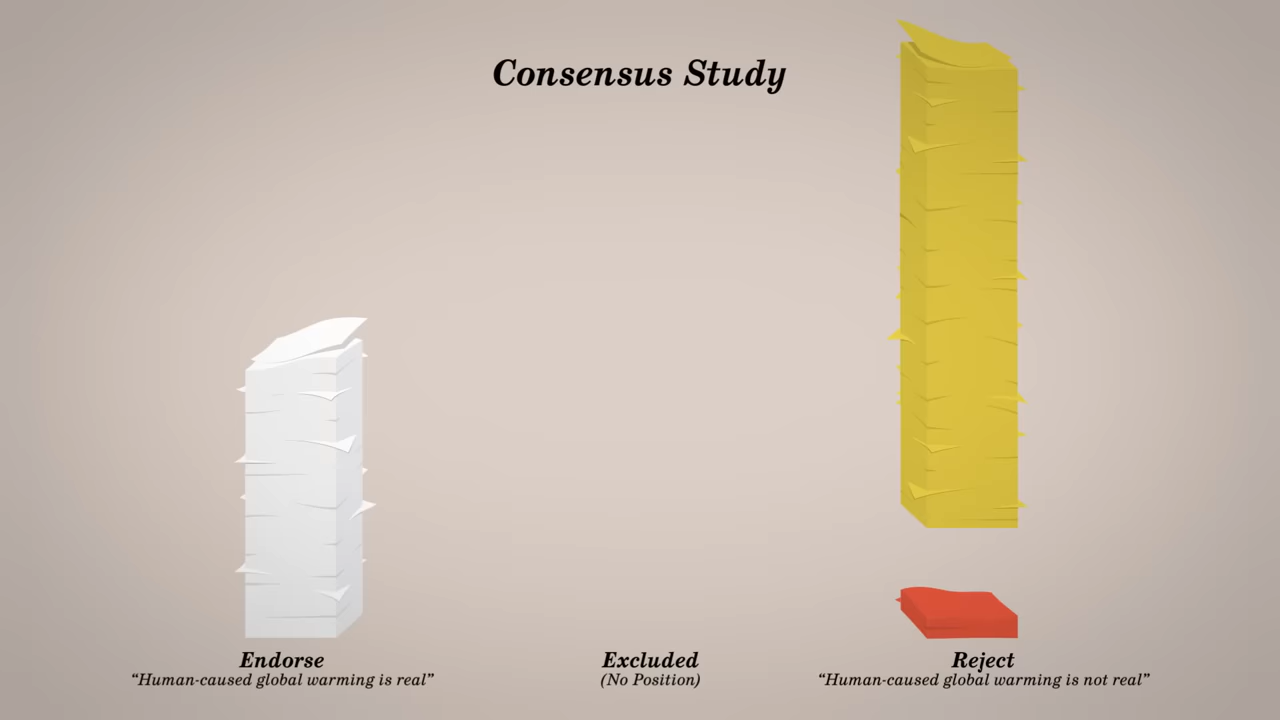 Consensus Study
Endorse
“Human-caused global warming is real”
Excluded
(No Position)
Reject
“Human-caused global warming is not real”